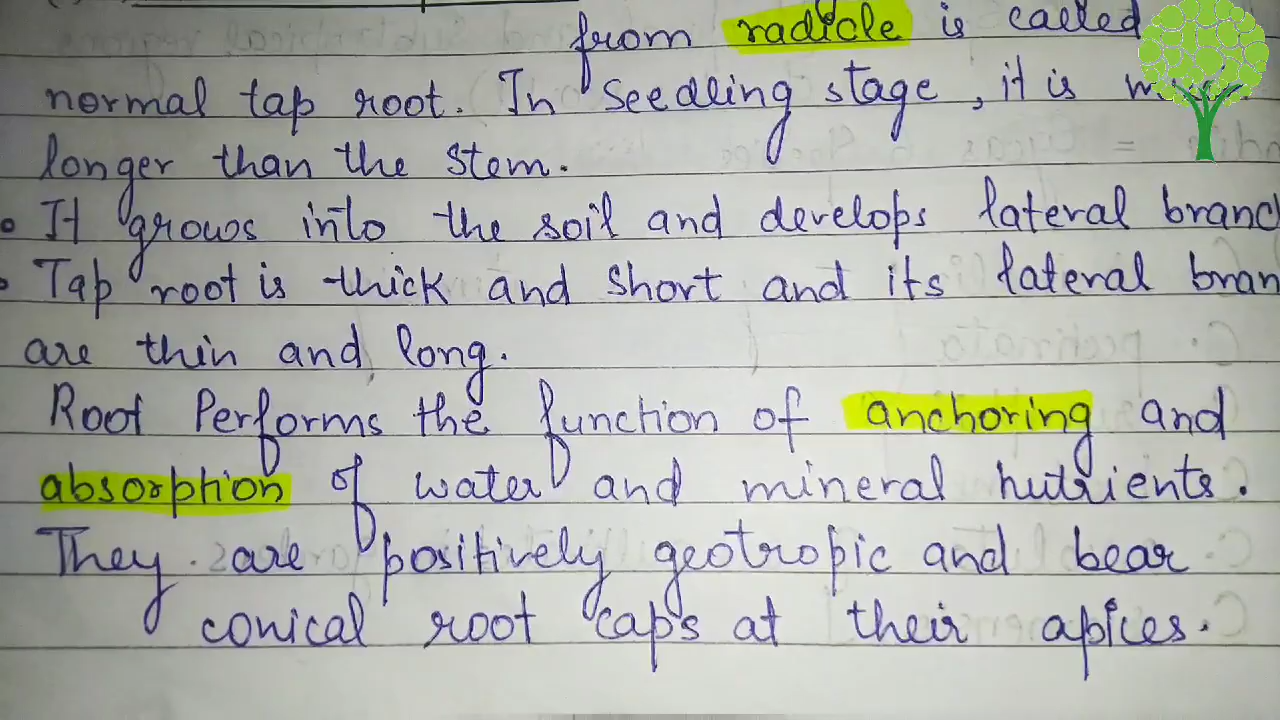 from radicle is called
normal tap root. In seedling stage, it is
longer than the stem.
• It grows into the soil and develops lateral branc
• Tap root is thick and short and its lateral bran
are thin and long.
Root Performs the function of anchoring and
absorption of water and mineral nutrients.
They are positively geotropic and bear
conical root caps at their apices.